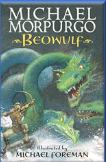 MICHAEL
MORPURGO
BEOWULF
Illustrated by
MICHAEL FOREMAN